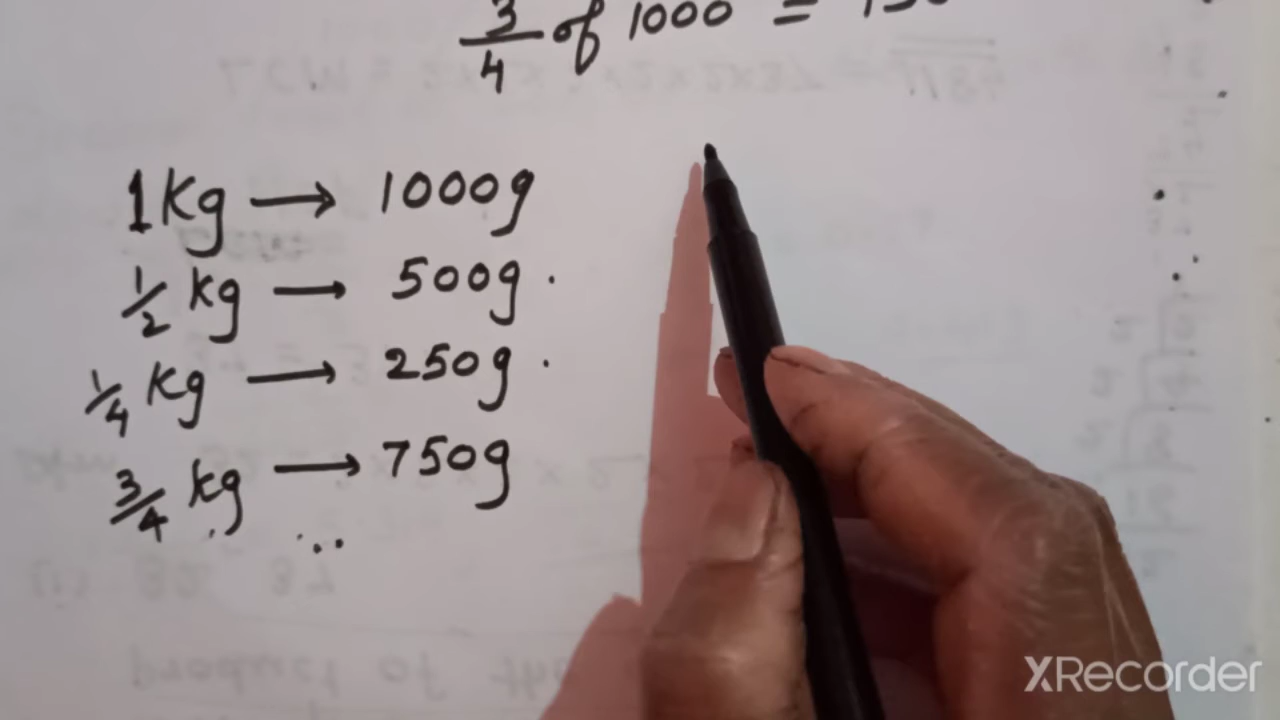 3/4 of 1000 =
1kg → 1000g
1/2 kg → 500g.
1/4 kg → 250g.
3/4 kg → 750g
XRecorder